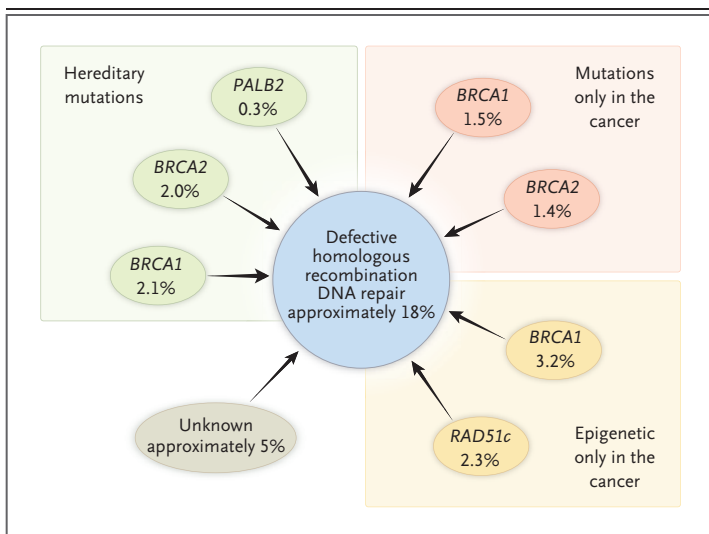 Hereditary
mutations
PALB2
0.3%
BRCA2
2.0%
BRCA1
2.1%
Mutations
only in the
cancer
BRCA1
1.5%
BRCA2
1.4%
Defective
homologous
recombination
DNA repair
approximately 18%
Unknown
approximately 5%
BRCA1
3.2%
RAD51c
2.3%
Epigenetic
only in the
cancer